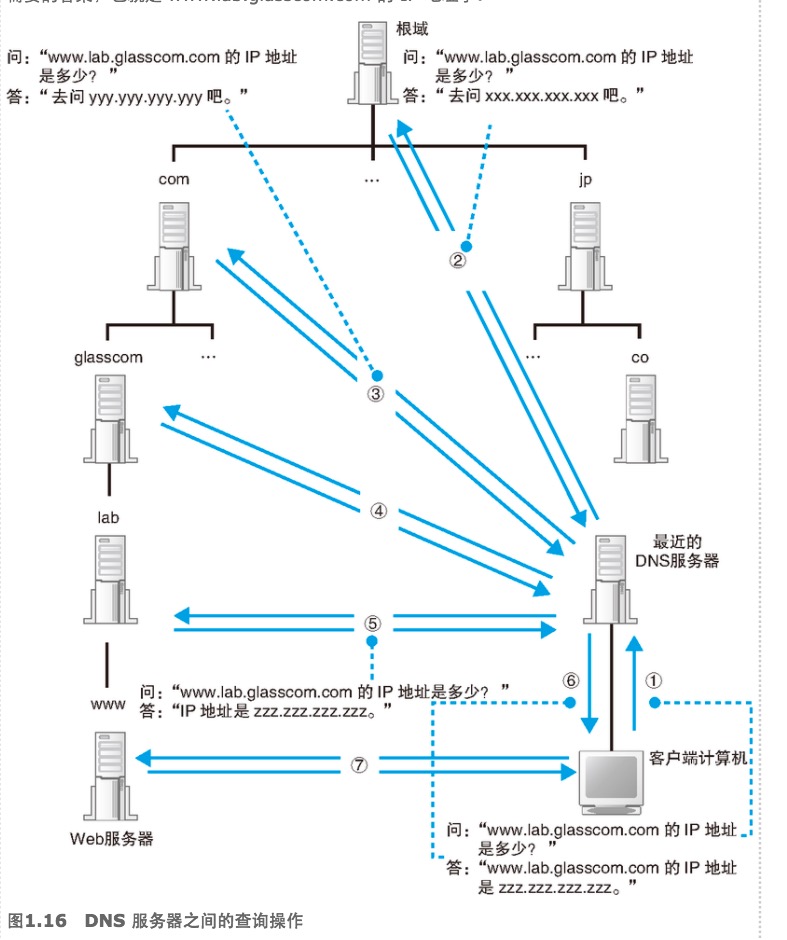 根域
问：“www.lab.glasscom.com 的 IP 地址
是多少？ ”
答：“ 去问 yyy.yyy.yyy.yyy 吧。”
问：“www.lab.glasscom.com 的 IP 地址
是多少？ ”
答：“ 去问 xxx.xxx.xxx.xxx 吧。”
com
...
jp
②
glasscom
...
...
co
③
④
lab
最近的
DNS服务器
⑤
⑥
①
www
问：“www.lab.glasscom.com 的 IP 地址是多少？ ”
答：“IP 地址是 zzz.zzz.zzz.zzz。”
⑦
客户端计算机
Web服务器
问：“www.lab.glasscom.com 的 IP 地址
是多少？ ”
答：“www.lab.glasscom.com 的 IP 地址
是 zzz.zzz.zzz.zzz。”
图1.16 DNS 服务器之间的查询操作